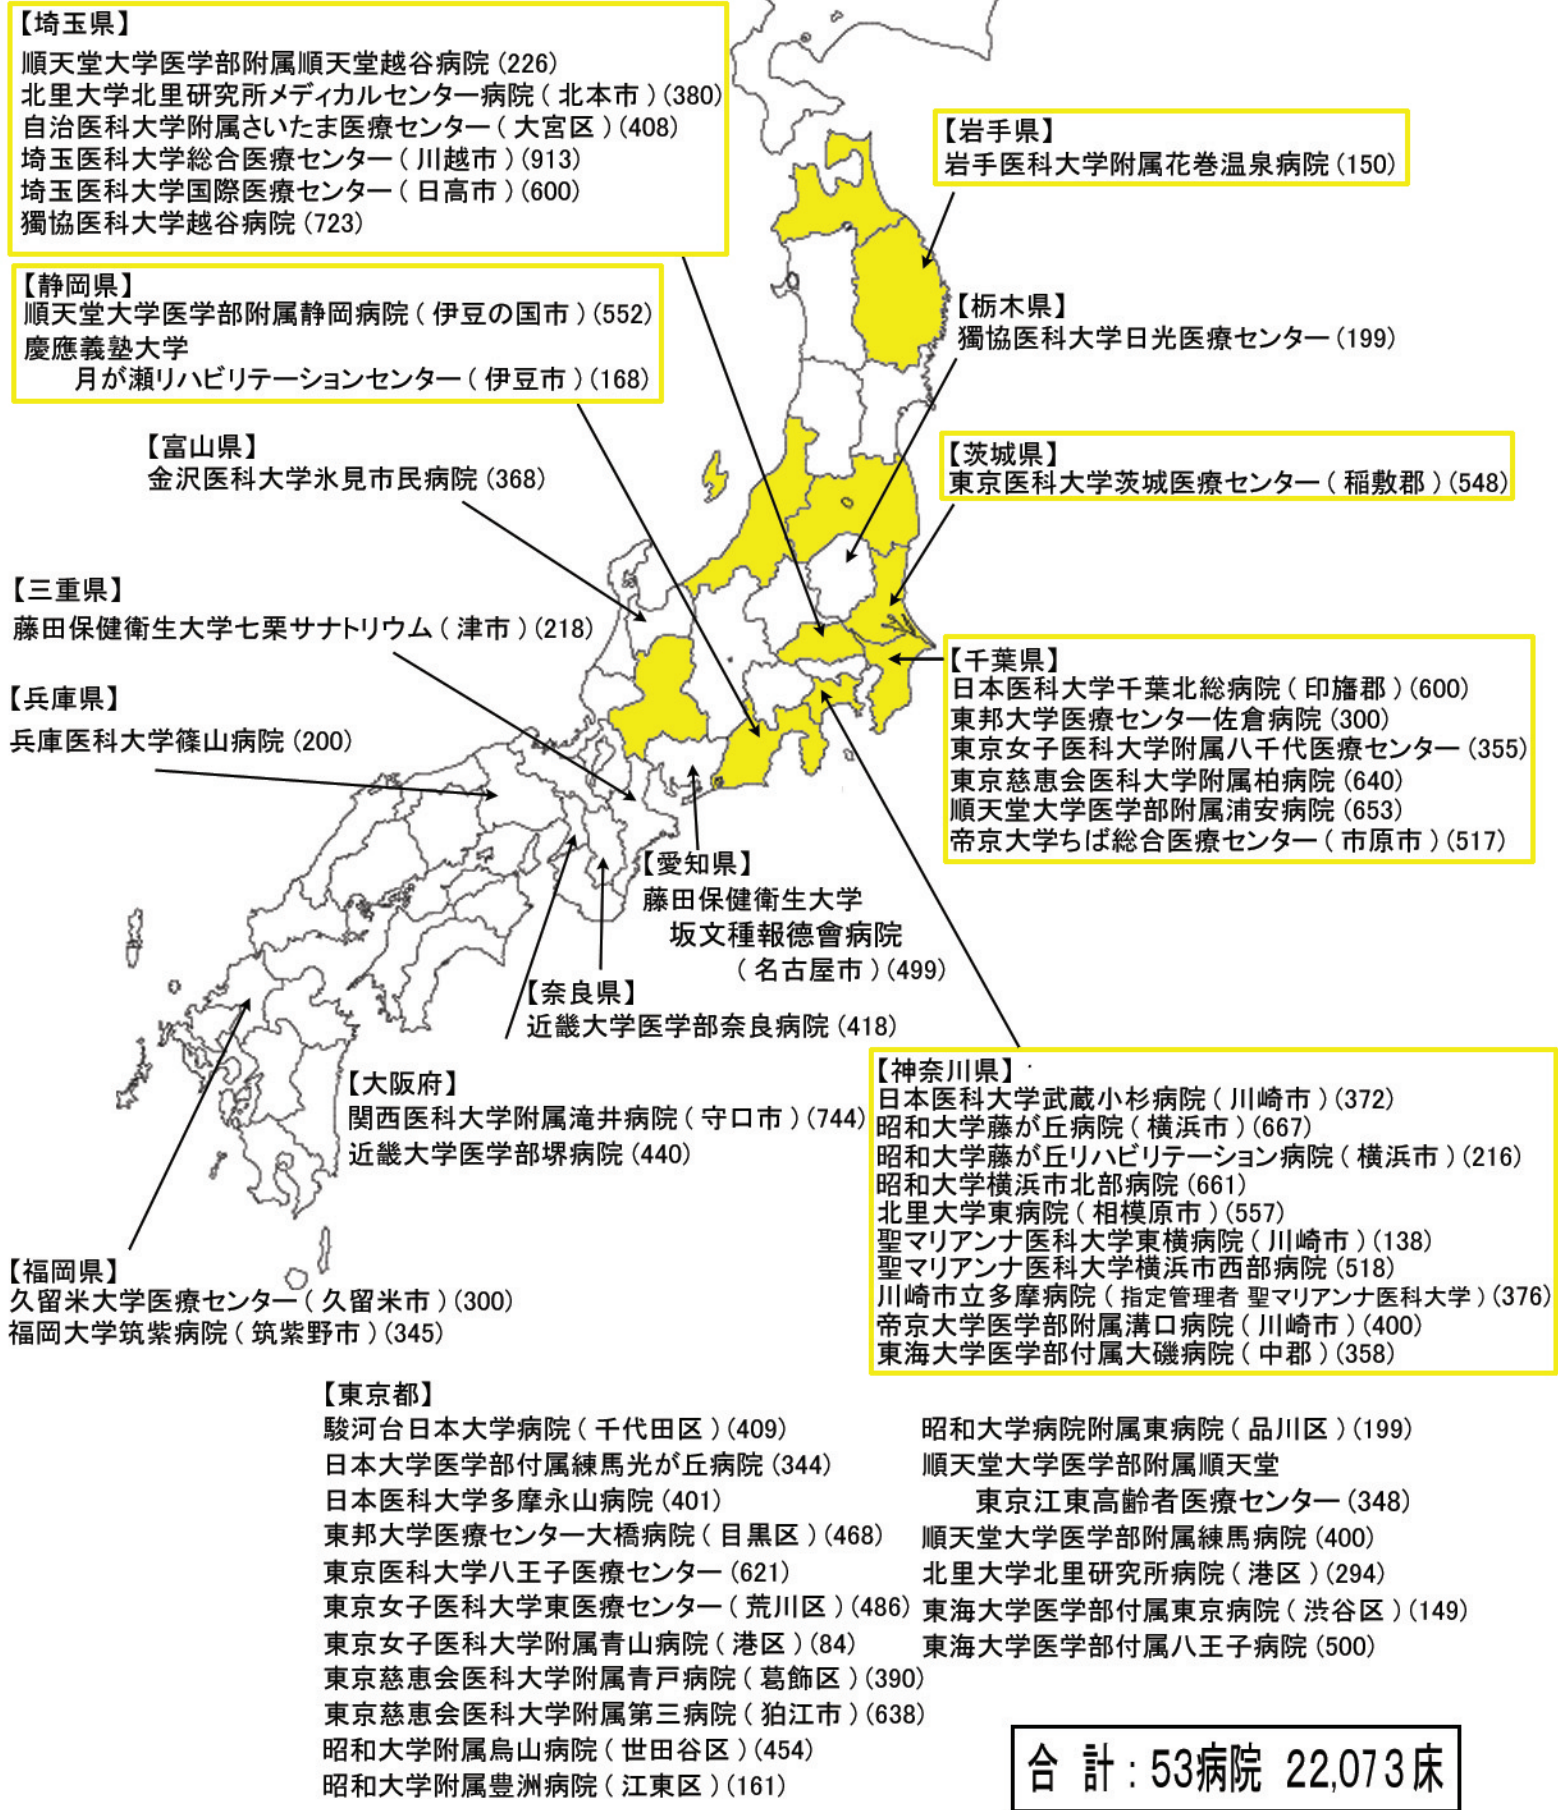 【埼玉県】
順天堂大学医学部附属順天堂越谷病院 (226)
北里大学北里研究所メディカルセンター病院 ( 北本市 ) (380)
自治医科大学附属さいたま医療センター ( 大宮区 ) (408)
埼玉医科大学総合医療センター ( 川越市 ) (913)
埼玉医科大学国際医療センター ( 日高市 ) (600)
獨協医科大学越谷病院 (723)
【岩手県】
岩手医科大学附属花巻温泉病院 (150)
【静岡県】
順天堂大学医学部附属静岡病院 ( 伊豆の国市 ) (552)
慶應義塾大学
月が瀬リハビリテーションセンター ( 伊豆市 ) (168)
【栃木県】
獨協医科大学日光医療センター (199)
【富山県】
金沢医科大学氷見市民病院 (368)
【茨城県】
東京医科大学茨城医療センター ( 稲敷郡 ) (548)
【三重県】
藤田保健衛生大学七栗サナトリウム ( 津市 ) (218)
【千葉県】
日本医科大学千葉北総病院 ( 印旛郡 ) (600)
東邦大学医療センター佐倉病院 (300)
東京女子医科大学附属八千代医療センター (355)
東京慈恵会医科大学附属柏病院 (640)
順天堂大学医学部附属浦安病院 (653)
帝京大学ちば総合医療センター ( 市原市 ) (517)
【兵庫県】
兵庫医科大学篠山病院 (200)
【愛知県】
藤田保健衛生大学
坂文種報德會病院
( 名古屋市 ) (499)
【奈良県】
近畿大学医学部奈良病院 (418)
【大阪府】
関西医科大学附属滝井病院 ( 守口市 ) (744)
近畿大学医学部堺病院 (440)
【神奈川県】
日本医科大学武蔵小杉病院 ( 川崎市 ) (372)
昭和大学藤が丘病院 ( 横浜市 ) (667)
昭和大学藤が丘リハビリテーション病院 ( 横浜市 ) (216)
昭和大学横浜市北部病院 (661)
北里大学東病院 ( 相模原市 ) (557)
聖マリアンナ医科大学東横病院 ( 川崎市 ) (138)
聖マリアンナ医科大学横浜市西部病院 (518)
川崎市立多摩病院 ( 指定管理者 聖マリアンナ医科大学 ) (376)
帝京大学医学部附属溝口病院 ( 川崎市 ) (400)
東海大学医学部付属大磯病院 ( 中郡 ) (358)
【福岡県】
久留米大学医療センター ( 久留米市 ) (300)
福岡大学筑紫病院 ( 筑紫野市 ) (345)
【東京都】
駿河台日本大学病院 ( 千代田区 ) (409)
日本大学医学部付属練馬光が丘病院 (344)
日本医科大学多摩永山病院 (401)
東邦大学医療センター大橋病院 ( 目黒区 ) (468)
東京医科大学八王子医療センター (621)
東京女子医科大学東医療センター ( 荒川区 ) (486)
東京女子医科大学附属青山病院 ( 港区 ) (84)
東京慈恵会医科大学附属青戸病院 ( 葛飾区 ) (390)
東京慈恵会医科大学附属第三病院 ( 狛江市 ) (638)
昭和大学附属烏山病院 ( 世田谷区 ) (454)
昭和大学附属豊洲病院 ( 江東区 ) (161)
昭和大学病院附属東病院 ( 品川区 ) (199)
順天堂大学医学部附属順天堂
東京江東高齢者医療センター (348)
順天堂大学医学部附属練馬病院 (400)
北里大学北里研究所病院 ( 港区 ) (294)
東海大学医学部付属東京病院 ( 渋谷区 ) (149)
東海大学医学部付属八王子病院 (500)
合 計 : 53病院 22,073床